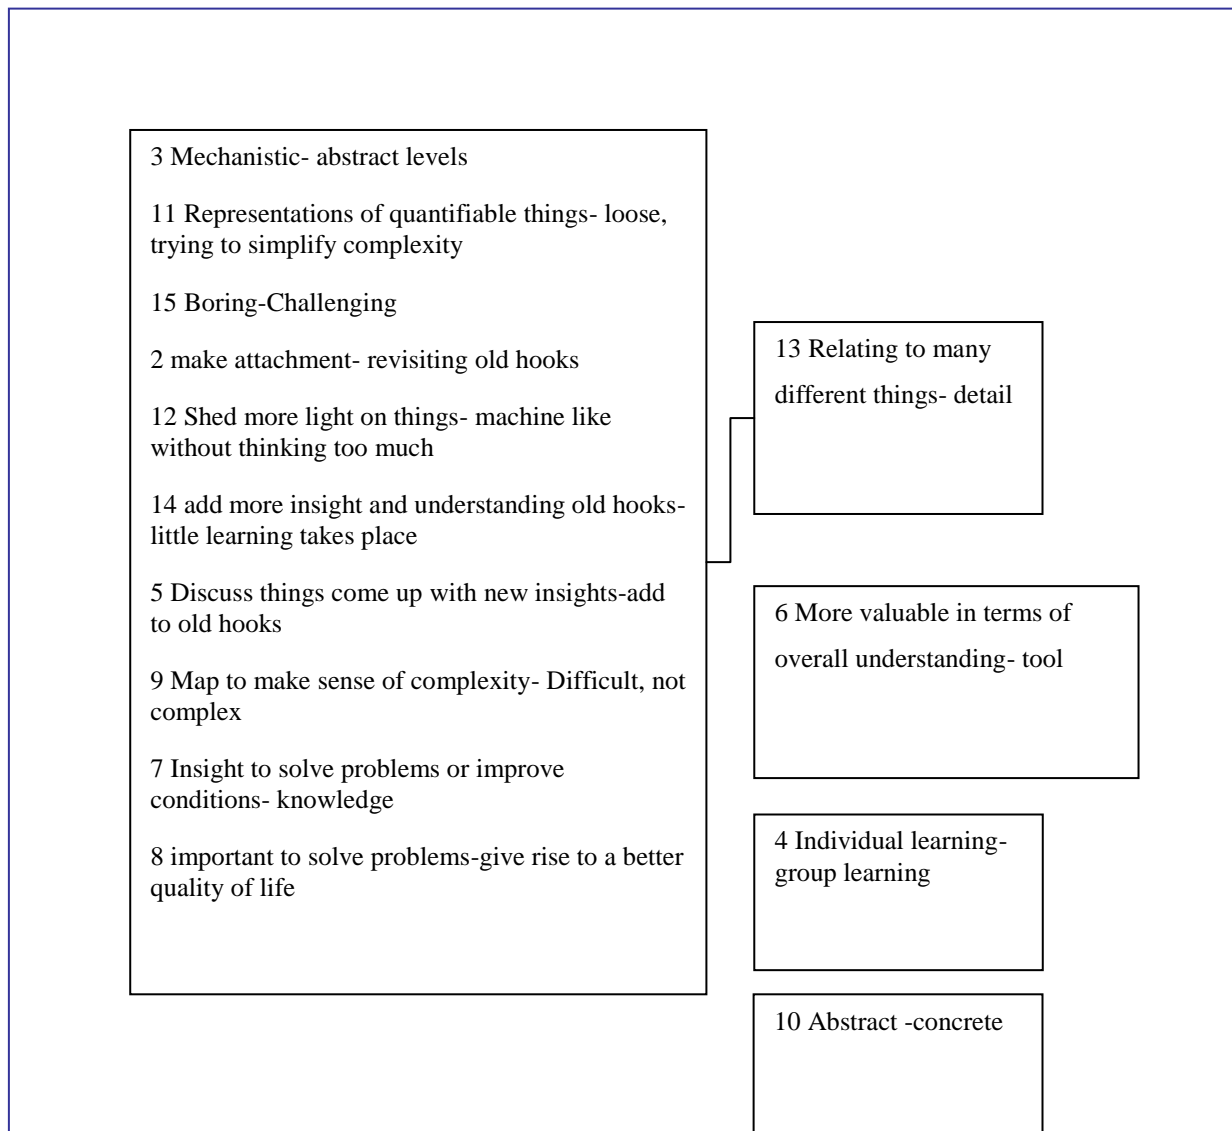 3 Mechanistic- abstract levels
11 Representations of quantifiable things- loose,
trying to simplify complexity
15 Boring-Challenging
2 make attachment- revisiting old hooks
12 Shed more light on things- machine like
without thinking too much
14 add more insight and understanding old hooks-
little learning takes place
5 Discuss things come up with new insights-add
to old hooks
9 Map to make sense of complexity- Difficult, not
complex
7 Insight to solve problems or improve
conditions- knowledge
8 important to solve problems-give rise to a better
quality of life
13 Relating to many
different things- detail
6 More valuable in terms of
overall understanding- tool
4 Individual learning-
group learning
10 Abstract -concrete